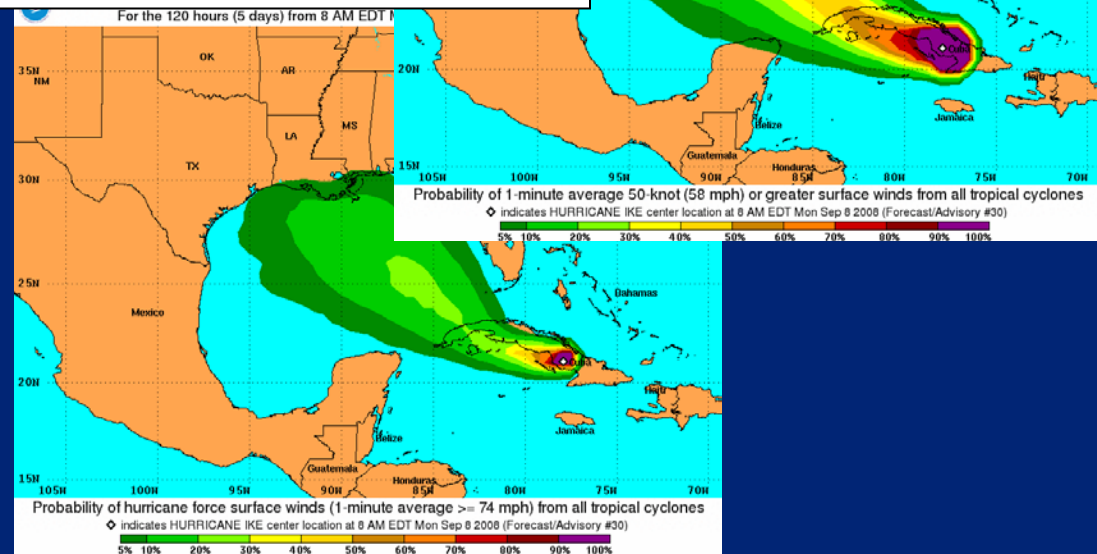 For the 120 hours (5 days) from 8 AM EDT
35N
NM
OK
AR
LA
MS
TX
30N
25N
Mexico
Bahamas
20N
Cuba
Haiti
Jamaica
Belize
Guatemala
Honduras
15N
105W
100W
95W
90W
85W
80W
75W
70W
Probability of hurricane force surface winds (1-minute average >= 74 mph) from all tropical cyclones
indicates HURRICANE IKE center location at 8 AM EDT Mon Sep 8 2008 (Forecast/Advisory #30)
5% 10% 20% 30% 40% 50% 60% 70% 80% 90% 100%
20N
Cuba
Haiti
Jamaica
Belize
Guatemala
Honduras
15N
105W
100W
95W
90W
85W
80W
75W
70W
Probability of 1-minute average 50-knot (58 mph) or greater surface winds from all tropical cyclones
indicates HURRICANE IKE center location at 8 AM EDT Mon Sep 8 2008 (Forecast/Advisory #30)
5% 10% 20% 30% 40% 50% 60% 70% 80% 90% 100%